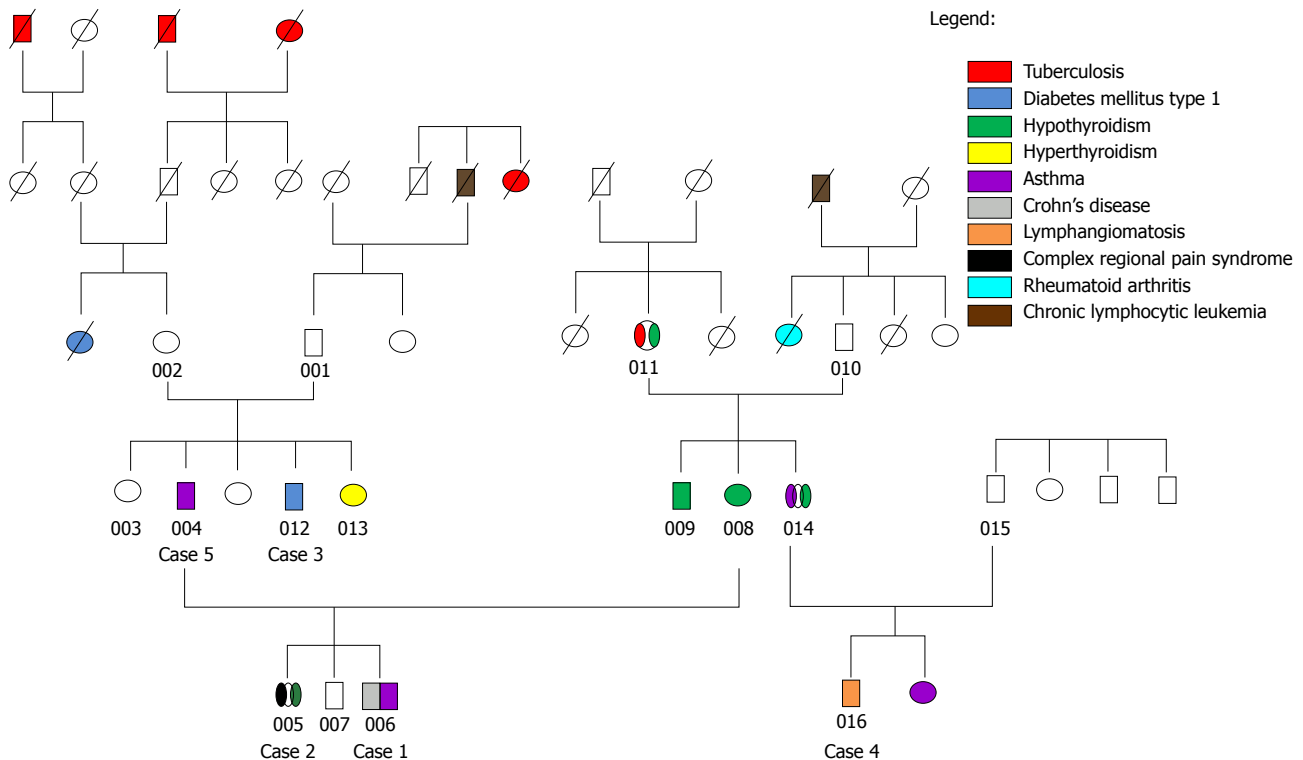 Legend:
Tuberculosis
Diabetes mellitus type 1
Hypothyroidism
Hyperthyroidism
Asthma
Crohn's disease
Lymphangiomatosis
Complex regional pain syndrome
Rheumatoid arthritis
Chronic lymphocytic leukemia
002 001 011 010
003 004 012 013 009 008 014 015
Case 5 Case 3
005 007 006 016
Case 2 Case 1 Case 4